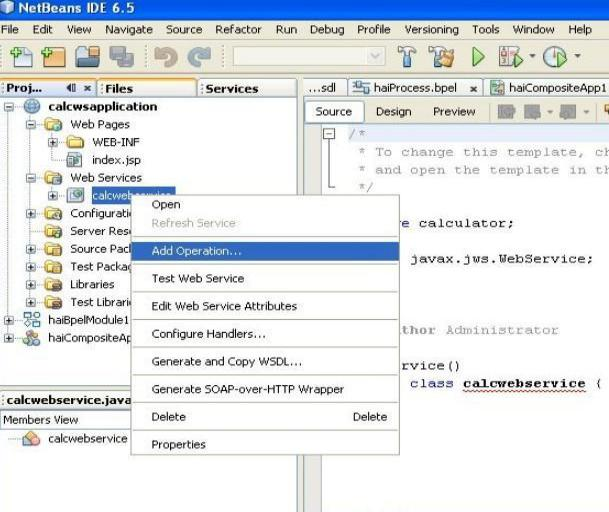 NetBeans IDE 6.5
File Edit View Navigate Source Refactor Run Debug Profile Versioning Tools Window Help
Proj... Files Services
...sdl haiProcess.bpel haiCompositeApp1
Source Design Preview
calcwsapplication
Web Pages
WEB-INF
index.jsp
Web Services
calcwebservice
Configurati
Server Res
Source Pac
Test Packag
Libraries
Test Librari
haiBpelModule1
haiCompositeAp
Open
Refresh Service
Add Operation...
Test Web Service
Edit Web Service Attributes
Configure Handlers...
Generate and Copy WSDL...
Generate SOAP-over-HTTP Wrapper
Delete Delete
Properties
/*
* To change this template, ch
* and open the template in th
*/
e calculator;
javax.jws.WebService;
thor Administrator
rvice()
class calcwebservice {
calcwebservice.java
Members View
calcwebservice